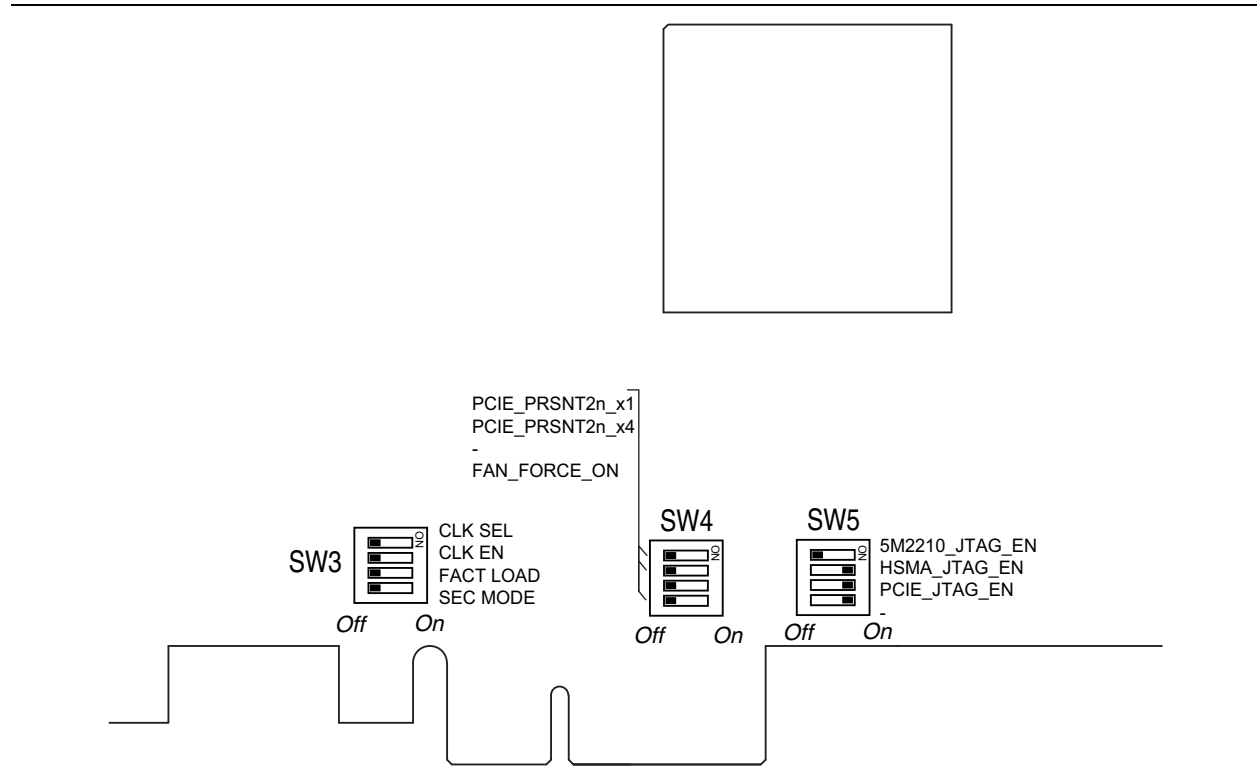 PCIE_PRSNT2n_x1
PCIE_PRSNT2n_x4
-
FAN_FORCE_ON
SW3
ON
CLK SEL
CLK EN
FACT LOAD
SEC MODE
Off On
SW4
ON
Off On
SW5
ON
5M2210_JTAG_EN
HSMA_JTAG_EN
PCIE_JTAG_EN
-
Off On